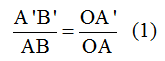 A'B'/AB = OA'/OA (1)